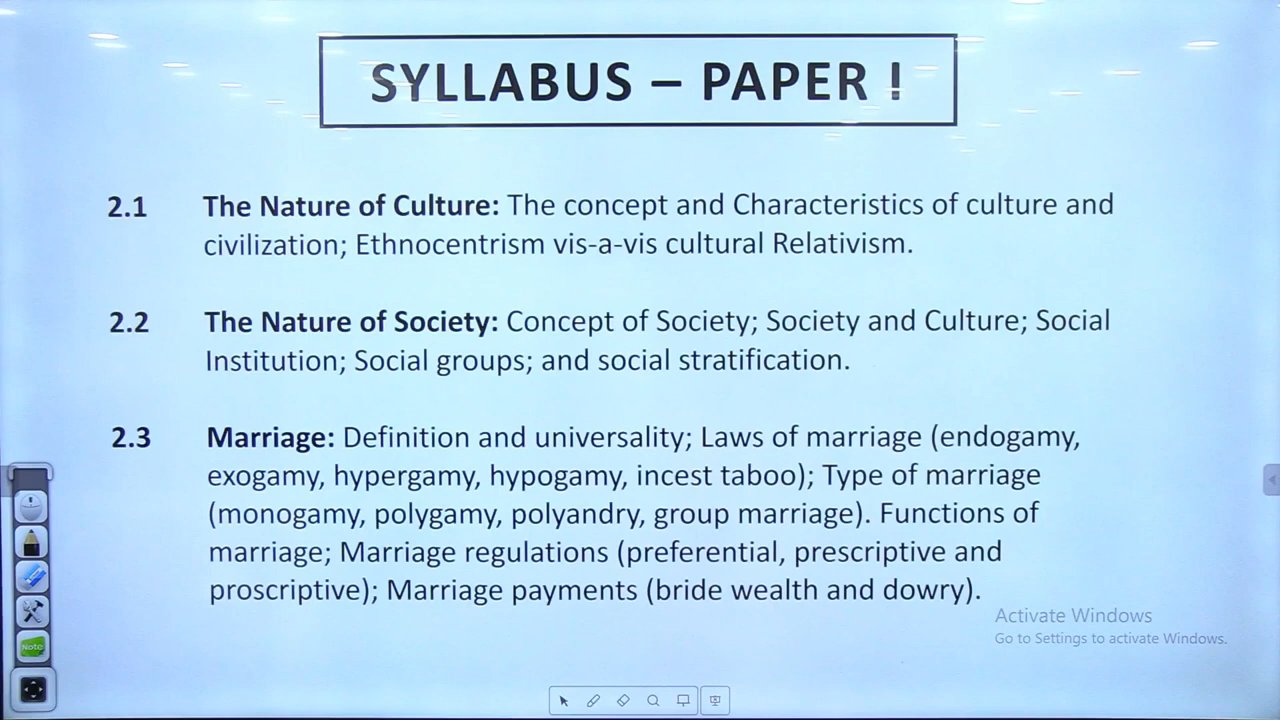 SYLLABUS – PAPER I
2.1 The Nature of Culture: The concept and Characteristics of culture and
civilization; Ethnocentrism vis-a-vis cultural Relativism.
2.2 The Nature of Society: Concept of Society; Society and Culture; Social
Institution; Social groups; and social stratification.
2.3 Marriage: Definition and universality; Laws of marriage (endogamy,
exogamy, hypergamy, hypogamy, incest taboo); Type of marriage
(monogamy, polygamy, polyandry, group marriage). Functions of
marriage; Marriage regulations (preferential, prescriptive and
proscriptive); Marriage payments (bride wealth and dowry).
Activate Windows
Go to Settings to activate Windows.
Note